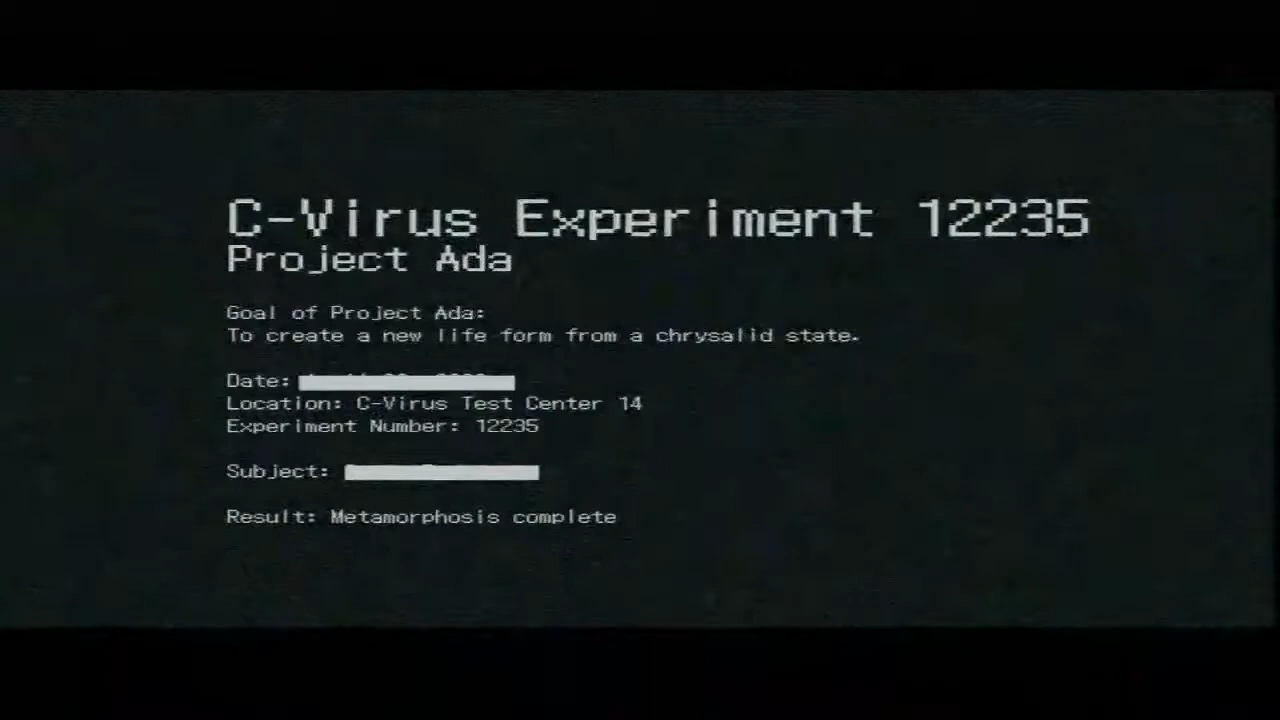 C-Virus Experiment 12235
Project Ada
Goal of Project Ada:
To create a new life form from a chrysalid state.
Date:
Location: C-Virus Test Center 14
Experiment Number: 12235
Subject:
Result: Metamorphosis complete